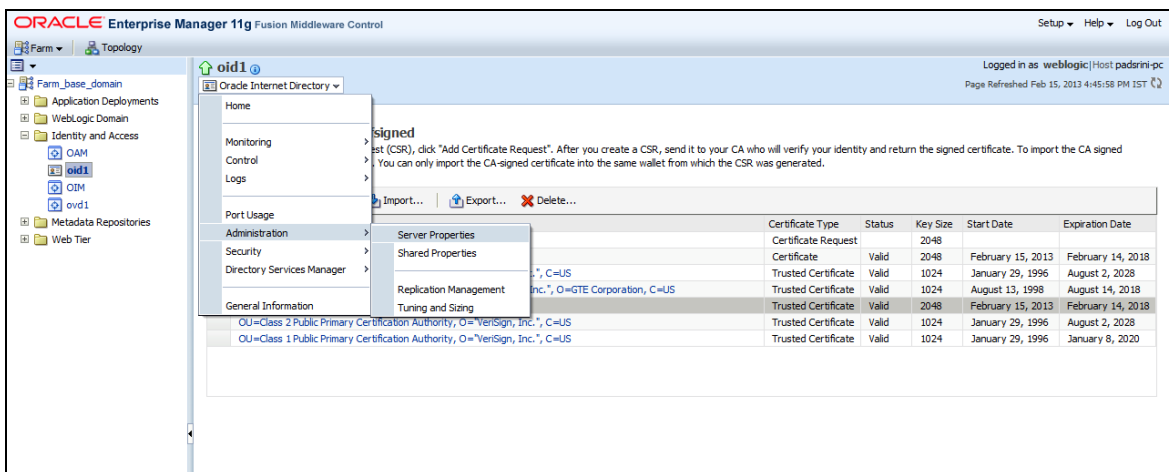 ORACLE Enterprise Manager 11g Fusion Middleware Control
Setup Help Log Out
Farm Topology
Farm_base_domain
Application Deployments
WebLogic Domain
Identity and Access
OAM
oid1
OIM
ovd1
Metadata Repositories
Web Tier
oid1
Logged in as weblogic|Host padsrini-pc
Oracle Internet Directory
Page Refreshed Feb 15, 2013 4:45:58 PM IST
Home
Monitoring
Control
Logs
Port Usage
Administration
Security
Directory Services Manager
General Information
Server Properties
Shared Properties
Replication Management
Tuning and Sizing
fsigned
est (CSR), click "Add Certificate Request". After you create a CSR, send it to your CA who will verify your identity and return the signed certificate. To import the CA signed
. You can only import the CA-signed certificate into the same wallet from which the CSR was generated.
Import... Export... Delete...
Certificate Type Status Key Size Start Date Expiration Date
Certificate Request 2048
Certificate Valid 2048 February 15, 2013 February 14, 2018
.", C=US Trusted Certificate Valid 1024 January 29, 1996 August 2, 2028
Inc.", O=GTE Corporation, C=US Trusted Certificate Valid 1024 August 13, 1998 August 14, 2018
Trusted Certificate Valid 2048 February 15, 2013 February 14, 2018
OU=Class 2 Public Primary Certification Authority, O="VeriSign, Inc.", C=US Trusted Certificate Valid 1024 January 29, 1996 August 2, 2028
OU=Class 1 Public Primary Certification Authority, O="VeriSign, Inc.", C=US Trusted Certificate Valid 1024 January 29, 1996 January 8, 2020